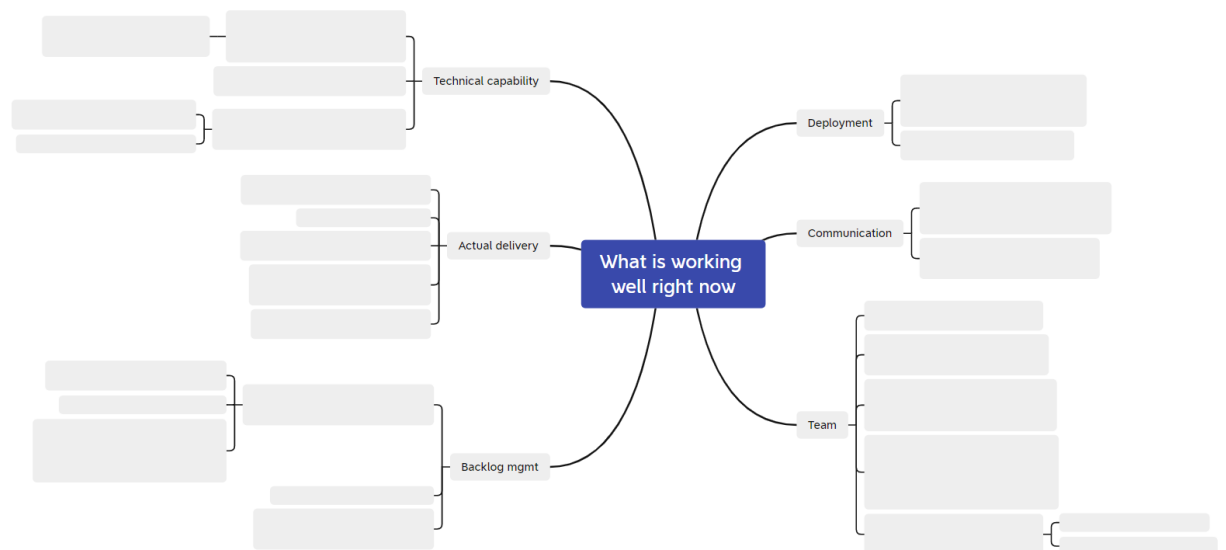 What is working
well right now
Technical capability
Actual delivery
Backlog mgmt
Deployment
Communication
Team